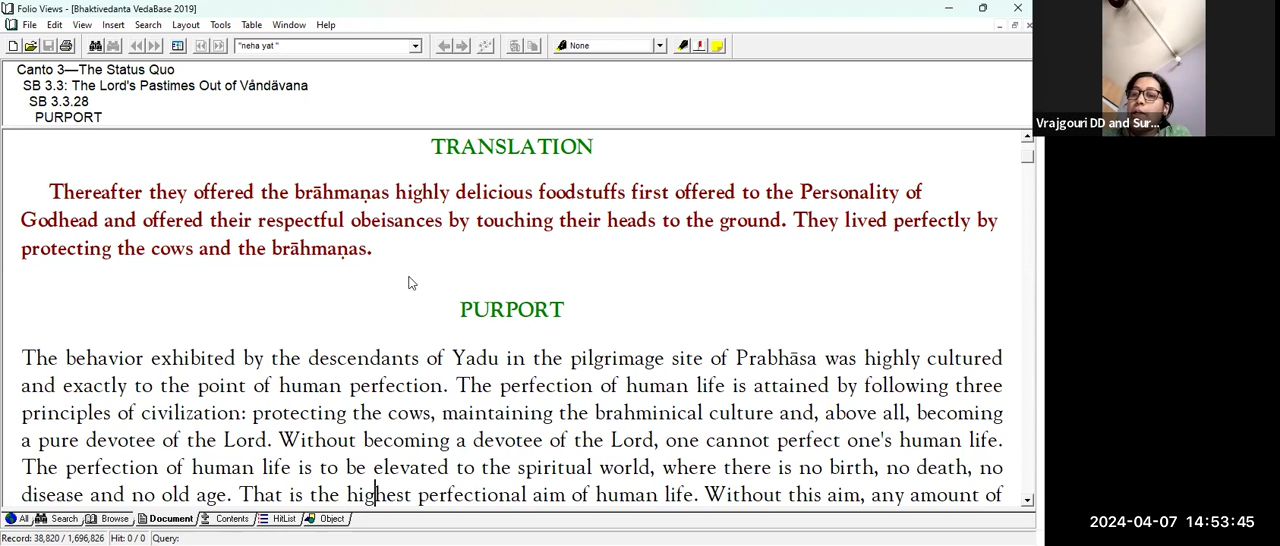 Folio Views - [Bhaktivedanta VedaBase 2019]
File Edit View Insert Search Layout Tools Table Window Help
"neha yat "
None
Canto 3—The Status Quo
SB 3.3: The Lord's Pastimes Out of Våndävana
SB 3.3.28
PURPORT
TRANSLATION
Thereafter they offered the brāhmaṇas highly delicious foodstuffs first offered to the Personality of
Godhead and offered their respectful obeisances by touching their heads to the ground. They lived perfectly by
protecting the cows and the brāhmaṇas.
PURPORT
The behavior exhibited by the descendants of Yadu in the pilgrimage site of Prabhāsa was highly cultured
and exactly to the point of human perfection. The perfection of human life is attained by following three
principles of civilization: protecting the cows, maintaining the brahminical culture and, above all, becoming
a pure devotee of the Lord. Without becoming a devotee of the Lord, one cannot perfect one's human life.
The perfection of human life is to be elevated to the spiritual world, where there is no birth, no death, no
disease and no old age. That is the highest perfectional aim of human life. Without this aim, any amount of
All Search Browse Document Contents HitList Object
Record: 38,820 / 1,696,826 Hit: 0 / 0 Query:
Vrajgouri DD and Sur...
2024-04-07 14:53:45